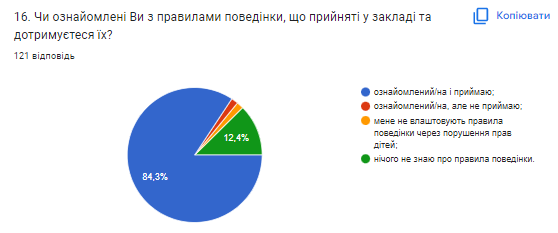 16. Чи ознайомлені Ви з правилами поведінки, що прийняті у закладі та
дотримуєтеся їх?
Копіювати
121 відповідь
84,3%
12,4%
ознайомлений/на і приймаю;
ознайомлений/на, але не приймаю;
мене не влаштовують правила
поведінки через порушення прав
дітей;
нічого не знаю про правила поведінки.